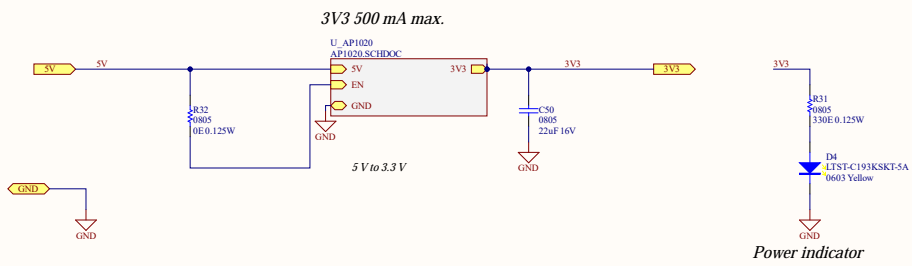 3V3 500 mA max.
U_AP1020
AP1020.SCHDOC
5V
5V
5V
3V3
3V3
3V3
EN
GND
GND
R32
0805
0E 0.125W
C50
0805
22uF 16V
GND
5 V to 3.3 V
GND
GND
3V3
R31
0805
330E 0.125W
D4
LTST-C193KSKT-5A
0603 Yellow
GND
Power indicator